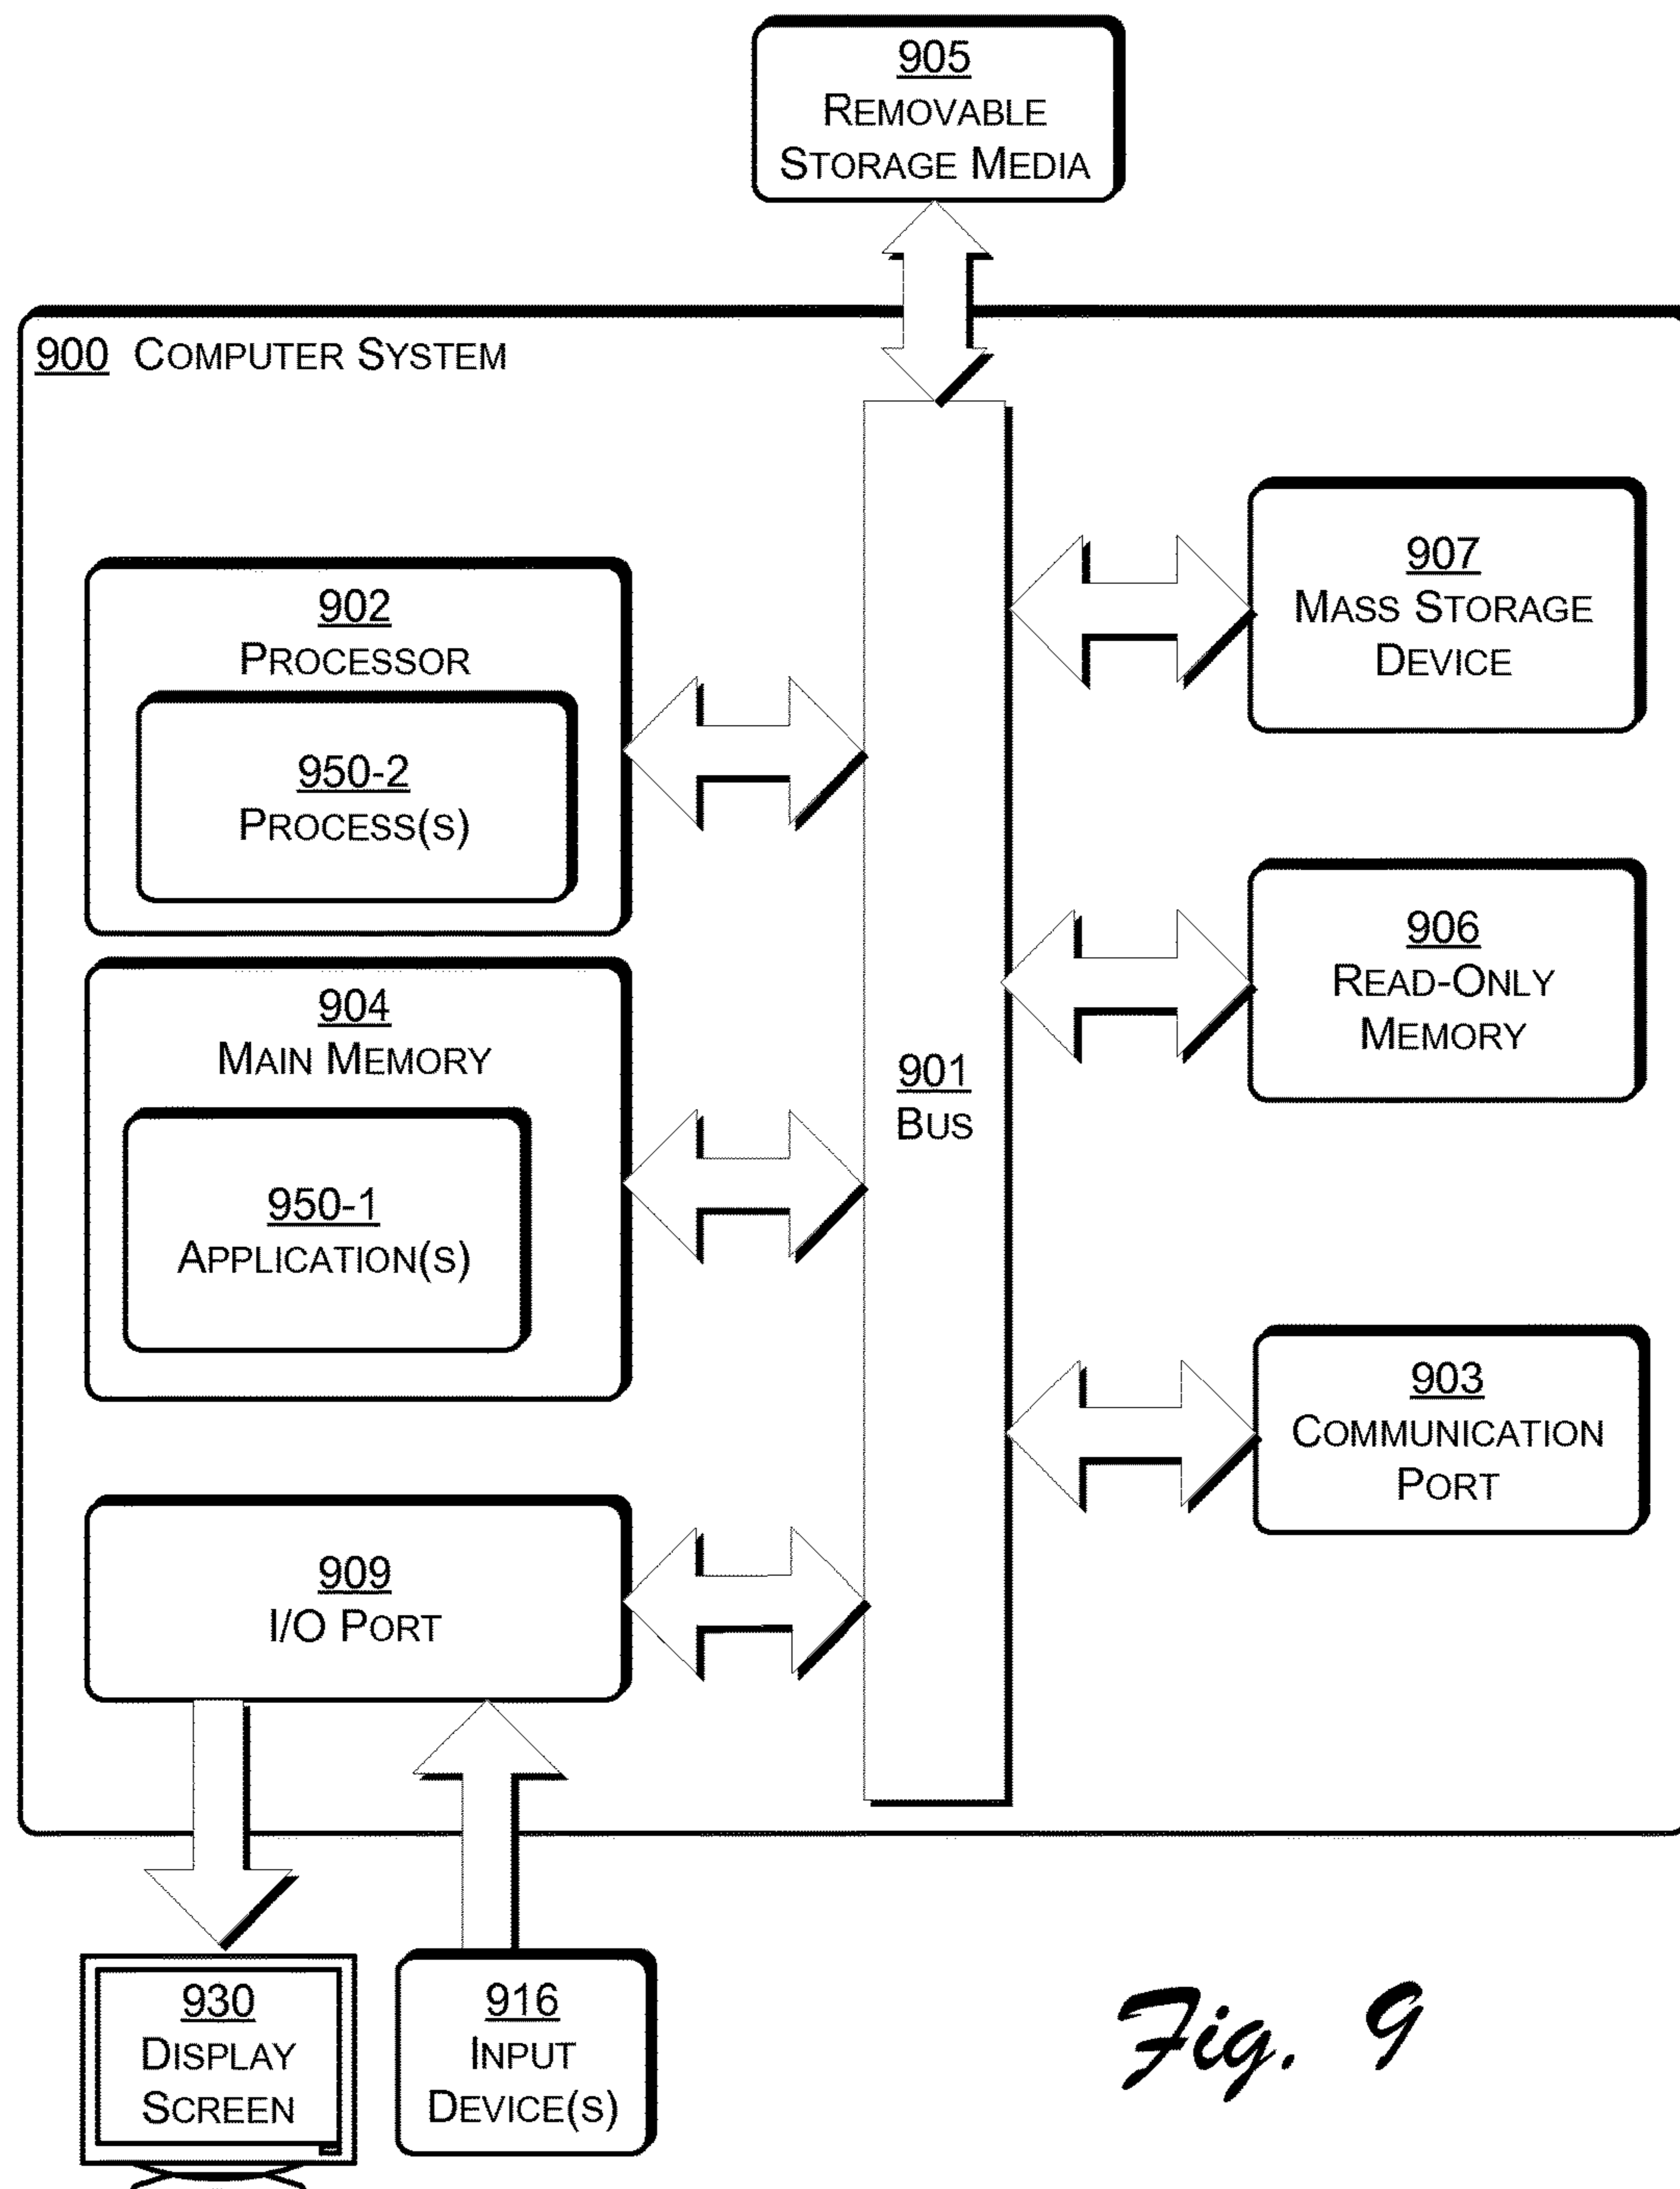 905
REMOVABLE
STORAGE MEDIA
900 COMPUTER SYSTEM
902
PROCESSOR
950-2
PROCESS(S)
904
MAIN MEMORY
950-1
APPLICATION(S)
909
I/O PORT
901
BUS
907
MASS STORAGE
DEVICE
906
READ-ONLY
MEMORY
903
COMMUNICATION
PORT
930
DISPLAY
SCREEN
916
INPUT
DEVICE(S)
Fig. 9